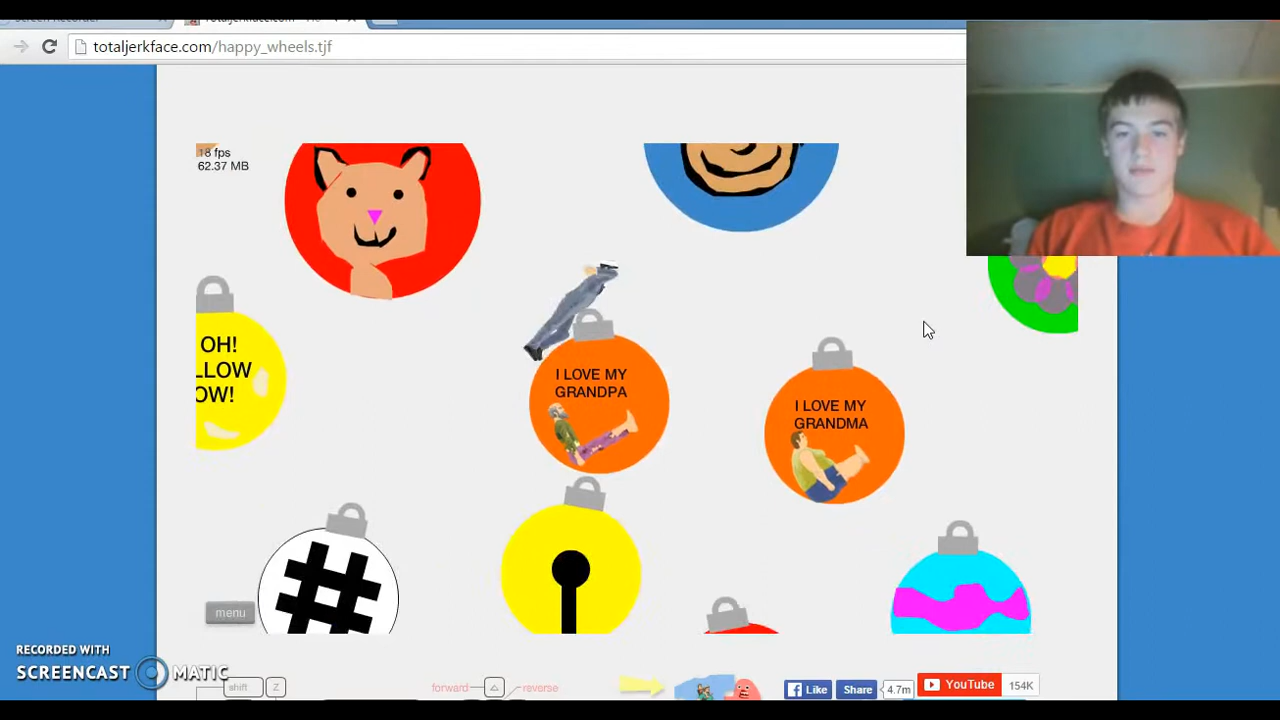 totaljerkface.com/happy_wheels.tjf
18 fps
62.37 MB
OH!
LLOW
OW!
I LOVE MY
GRANDPA
I LOVE MY
GRANDMA
#
menu
RECORDED WITH
SCREENCAST MATIC
shift Z
forward
reverse
Like
Share
4.7m
YouTube
154K